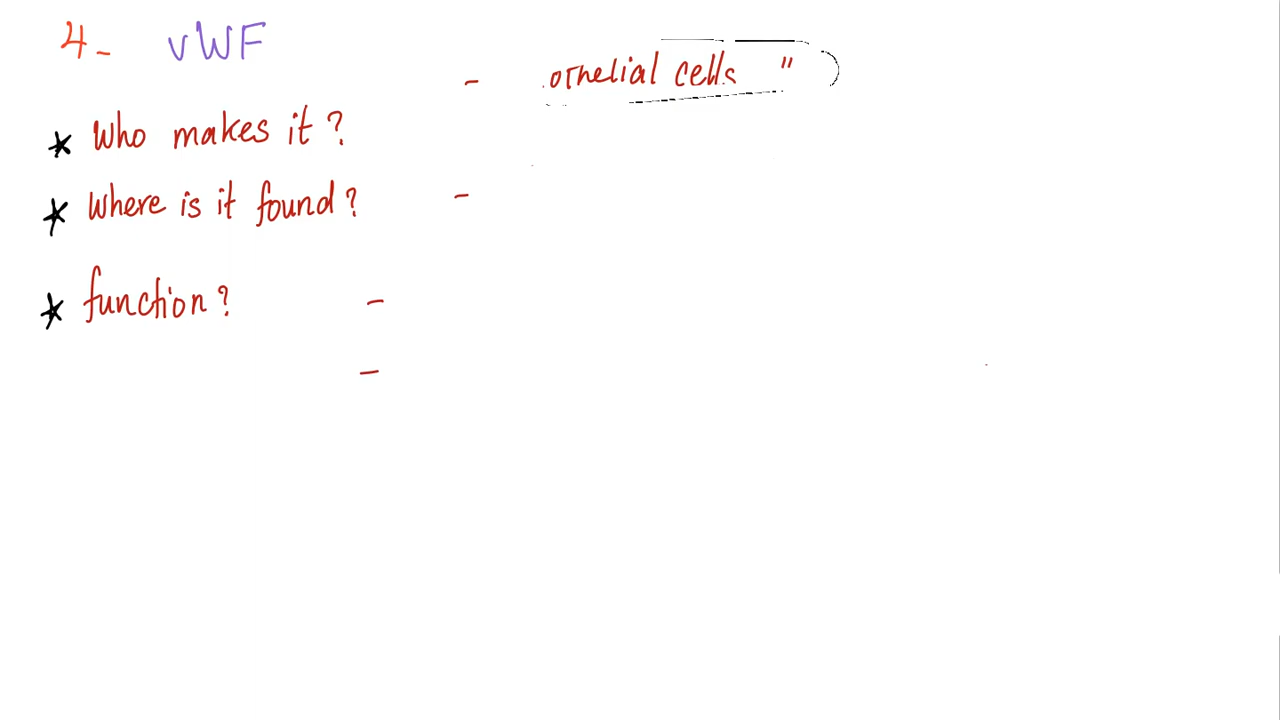 4- vWF
- othelial cells "
* Who makes it?
* Where is it found? -
* function? -
-